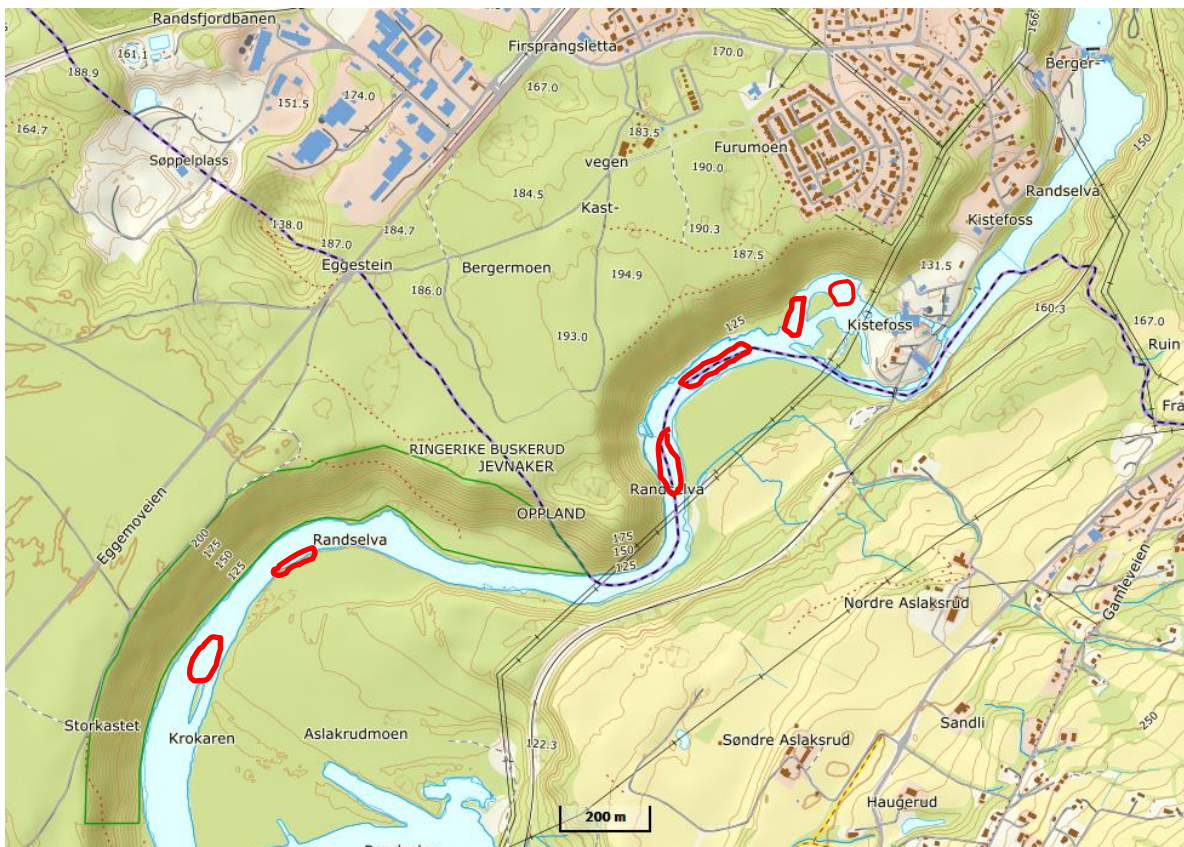 Randsfjordbanen
Firsprangsletta
170.0
Berger-
161.1
188.9
151.5
174.0
167.0
150
164.7
183.5
Furumoen
Søppelplass
vegen
190.0
184.5
Randselva
Kast-
Kistefoss
138.0
184.7
190.3
187.0
187.5
Eggestein
Bergermoen
131.5
194.9
186.0
160.3
125
Kistefoss
167.0
193.0
Ruin
Fra
RINGERIKE BUSKERUD
JEVNAKER
Randselva
OPPLAND
Eggemoveien
200
175
150
125
Randselva
175
150
125
Gamleveien
Nordre Aslaksrud
Storkastet
Krokaren
Aslakrudmoen
122.3
Søndre Aslaksrud
Sandli
250
Haugerud
200 m